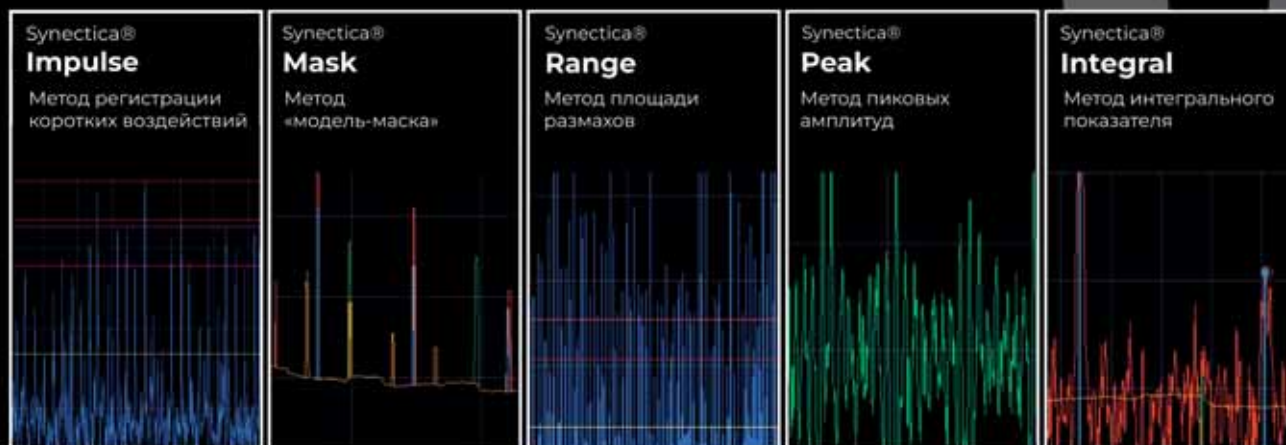 Synectica®
Impulse
Метод регистрации
коротких воздействий
Synectica®
Mask
Метод
«модель-маска»
Synectica®
Range
Метод площади
размахов
Synectica®
Peak
Метод пиковых
амплитуд
Synectica®
Integral
Метод интегрального
показателя